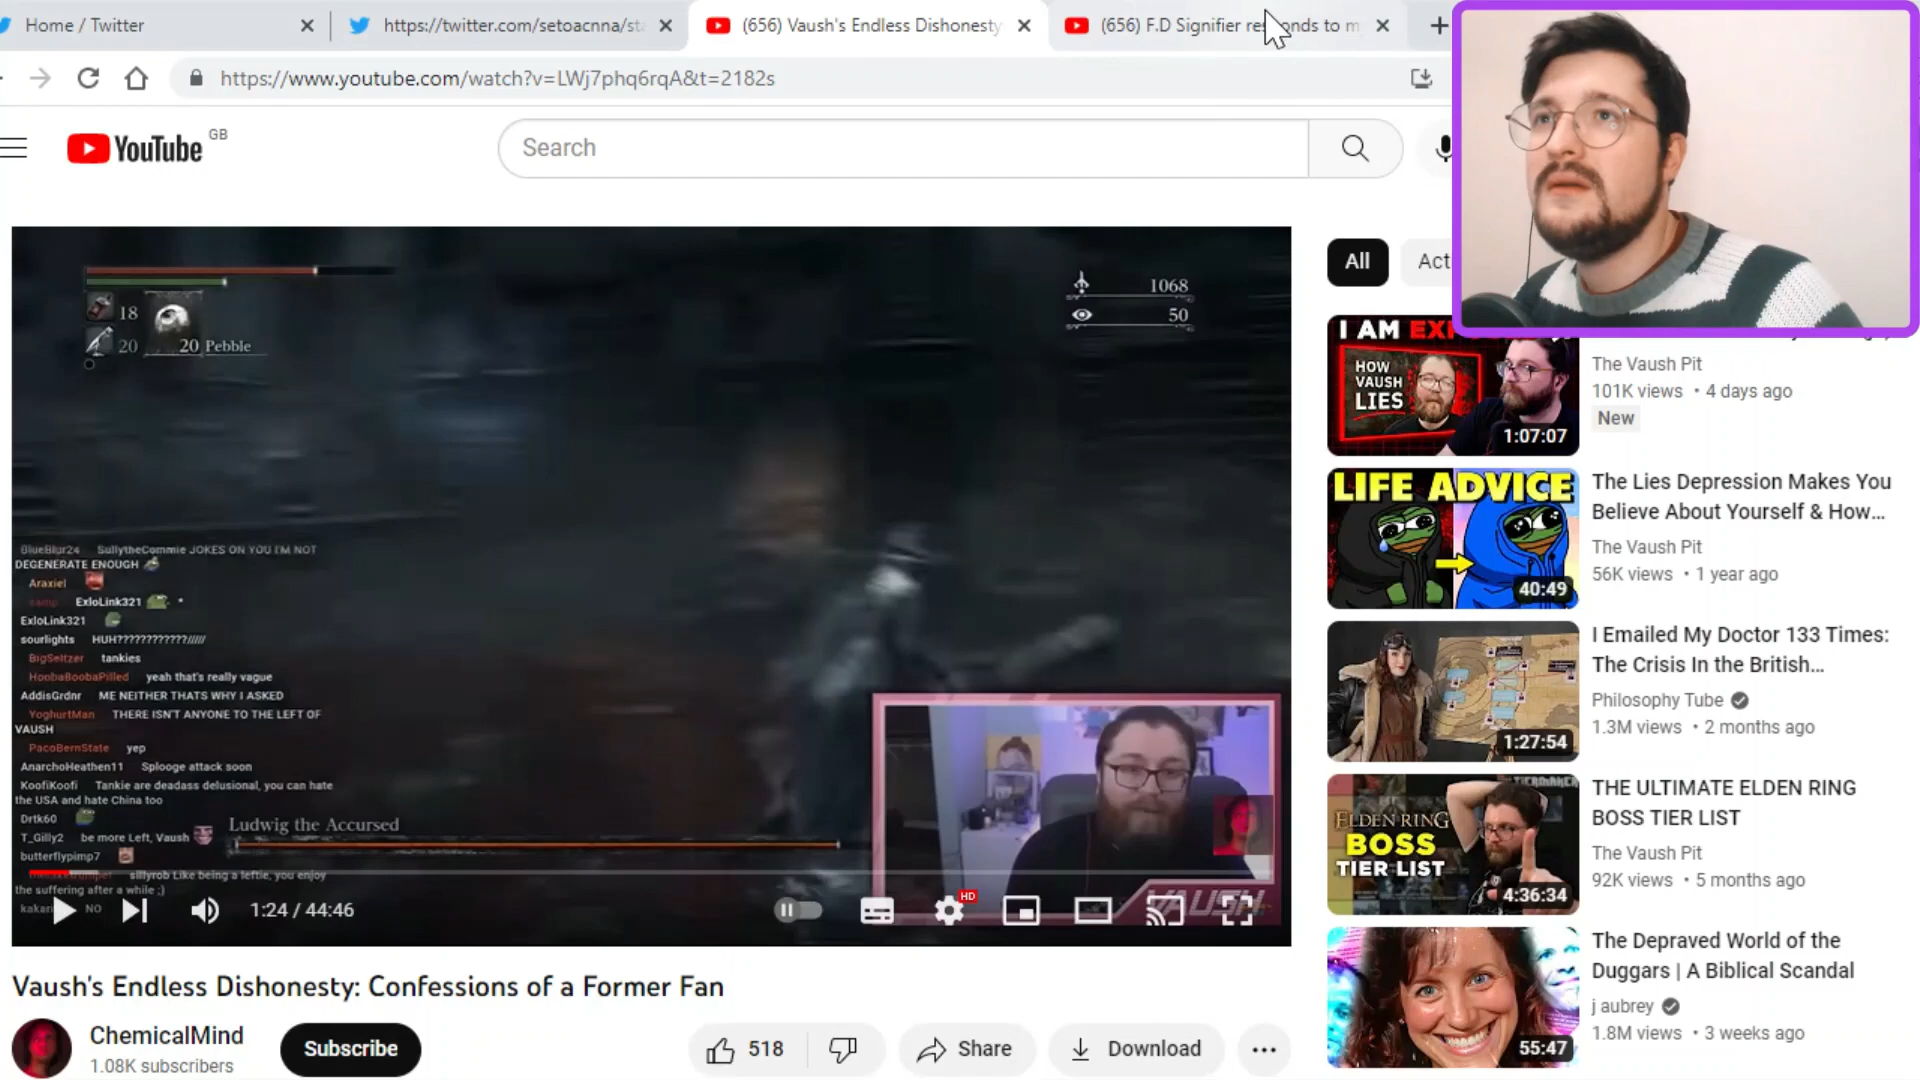 Home / Twitter
https://twitter.com/setoacnna/sta
(656) Vaush's Endless Dishonesty
(656) F.D Signifier responds to m
https://www.youtube.com/watch?v=LWj7phq6rqA&t=2182s
YouTube GB
Search
All
Act
18
20
20 Pebble
1068
50
BlueBlur24 SullytheCommie JOKES ON YOU I'M NOT
DEGENERATE ENOUGH
Araxiel
ExloLink321
ExloLink321
sourlights HUH????????????/////
BigSeltzer tankies
HoobaBoobaPilled yeah that's really vague
AddisGrdnr ME NEITHER THATS WHY I ASKED
YoghurtMan THERE ISN'T ANYONE TO THE LEFT OF
VAUSH
PacoBernState yep
AnarchoHeathen11 Splooge attack soon
KoofiKoofi Tankie are deadass delusional, you can hate
the USA and hate China too
Drtk60
T_Gilly2 be more Left, Vaush
butterflypimp7
sillyrob Like being a leftie, you enjoy
the suffering after a while ;)
NO
Ludwig the Accursed
VAUSH
1:24 / 44:46
HD
Vaush's Endless Dishonesty: Confessions of a Former Fan
ChemicalMind
1.08K subscribers
Subscribe
518
Share
Download
I AM EX
HOW
VAUSH
LIES
1:07:07
The Vaush Pit
101K views • 4 days ago
New
LIFE ADVICE
40:49
The Lies Depression Makes You
Believe About Yourself & How...
The Vaush Pit
56K views • 1 year ago
1:27:54
I Emailed My Doctor 133 Times:
The Crisis In the British...
Philosophy Tube
1.3M views • 2 months ago
ELDEN RING
BOSS
TIER LIST
4:36:34
THE ULTIMATE ELDEN RING
BOSS TIER LIST
The Vaush Pit
92K views • 5 months ago
55:47
The Depraved World of the
Duggars | A Biblical Scandal
j aubrey
1.8M views • 3 weeks ago